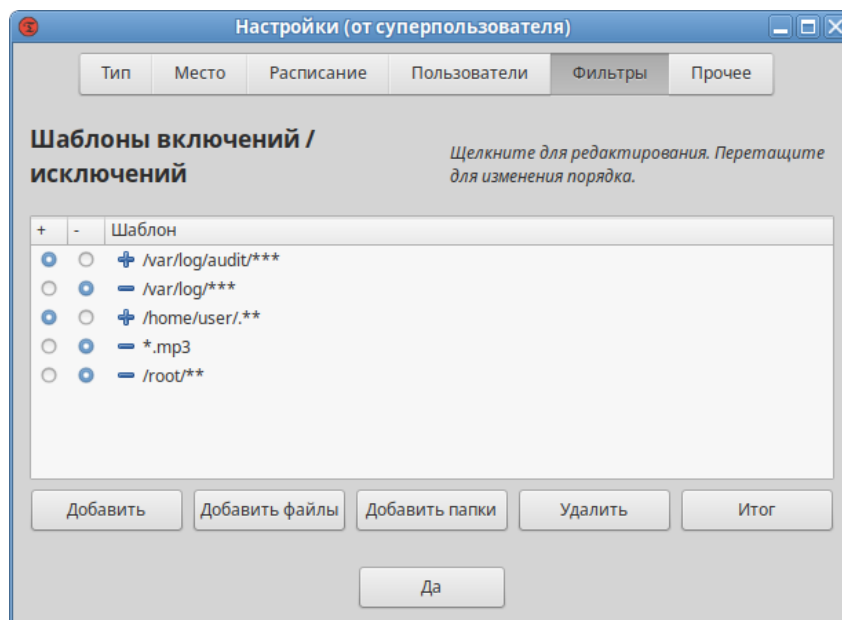 Настройки (от суперпользователя)
Тип Место Расписание Пользователи Фильтры Прочее
Шаблоны включений /
исключений
Щелкните для редактирования. Перетащите
для изменения порядка.
+ - Шаблон
/var/log/audit/***
/var/log/***
/home/user/.**
*.mp3
/root/**
Добавить Добавить файлы Добавить папки Удалить Итог
Да